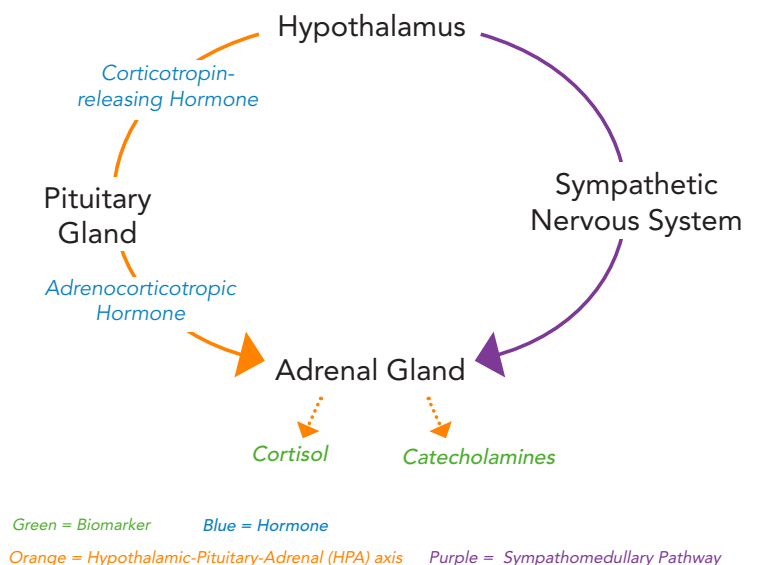 Hypothalamus
Corticotropin-
releasing Hormone
Pituitary
Gland
Sympathetic
Nervous System
Adrenocorticotropic
Hormone
Adrenal Gland
Cortisol
Catecholamines
Green = Biomarker
Blue = Hormone
Orange = Hypothalamic-Pituitary-Adrenal (HPA) axis
Purple = Sympathomedullary Pathway